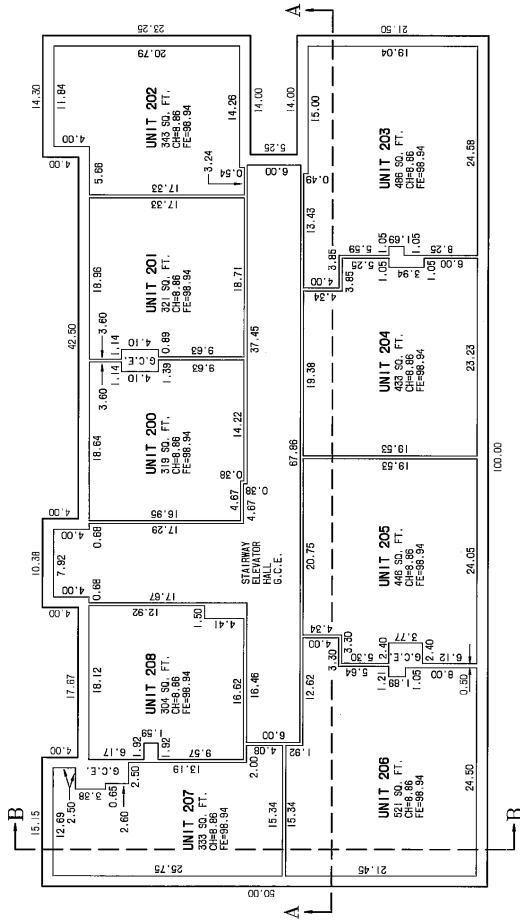 A
23.25
21.50
20.79
19.04
14.30
11.84
4.00
4.00
UNIT 202
343 SQ. FT.
CH=8.86
FE=98.94
14.26
14.00
14.00
15.00
UNIT 203
486 SQ. FT.
CH=8.86
FE=98.94
24.58
5.66
3.24
0.54
5.25
6.00
0.49
17.33
17.33
13.43
18.96
UNIT 201
321 SQ. FT.
CH=8.86
FE=98.94
18.71
3.85
5.59
1.05
1.69
1.05
8.25
4.00
4.34
3.85
5.25
1.05
3.94
1.05
6.00
42.50
3.60
1.14
4.10
0.89
9.63
37.45
G.C.E.
3.60
1.14
4.10
1.39
9.63
19.38
UNIT 204
433 SQ. FT.
CH=8.86
FE=98.94
23.23
18.64
UNIT 200
319 SQ. FT.
CH=8.86
FE=98.94
14.22
0.38
4.67
4.67
0.38
67.86
19.53
19.53
100.00
16.95
17.29
4.00
0.68
10.38
7.92
0.68
4.00
STAIRWAY
ELEVATOR
HALL
G.C.E.
20.75
UNIT 205
446 SQ. FT.
CH=8.86
FE=98.94
24.05
17.67
12.92
1.50
4.41
4.34
4.00
3.30
3.30
5.30
2.40
3.77
G.C.E.
2.40
6.12
17.67
18.12
UNIT 208
304 SQ. FT.
CH=8.86
FE=98.94
16.62
16.46
12.62
5.64
1.21
1.89
1.05
8.00
0.50
4.00
6.17
1.59
1.92
1.92
9.57
6.00
1.92
B
15.15
12.69
2.50
3.38
G.C.E.
0.65
2.50
2.60
13.19
2.00
4.08
UNIT 207
333 SQ. FT.
CH=8.86
FE=98.94
15.34
15.34
UNIT 206
521 SQ. FT.
CH=8.86
FE=98.94
24.50
B
25.75
21.45
50.00
A